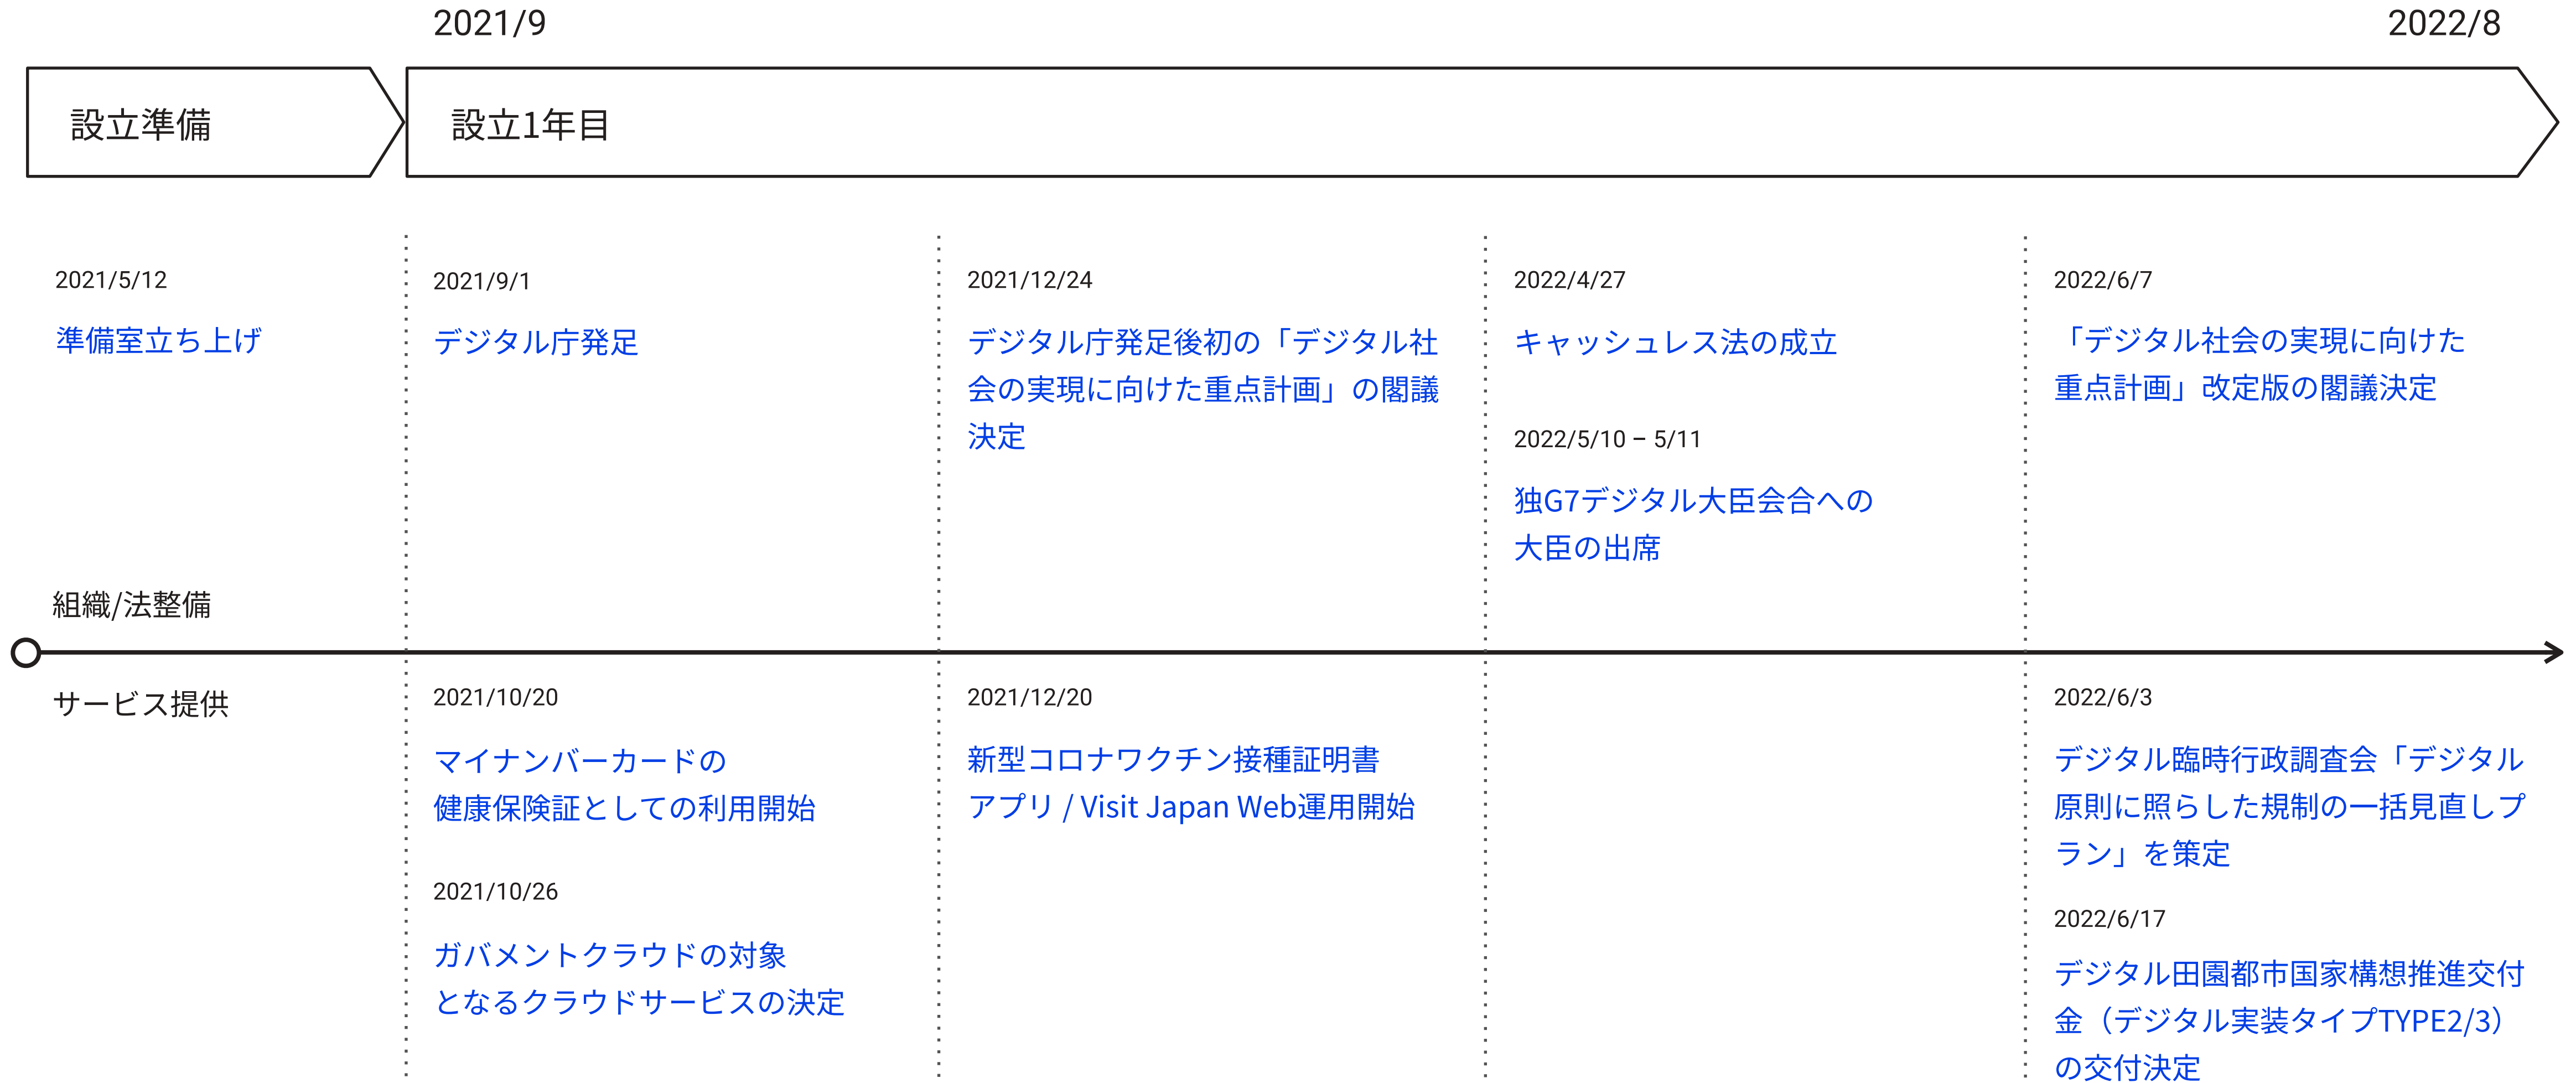 2021/9
2022/8
設立準備
設立1年目
2021/5/12
準備室立ち上げ
2021/9/1
デジタル庁発足
2021/12/24
デジタル庁発足後初の「デジタル社
会の実現に向けた重点計画」の閣議
決定
2022/4/27
キャッシュレス法の成立
2022/5/10 – 5/11
独G7デジタル大臣会合への
大臣の出席
2022/6/7
「デジタル社会の実現に向けた
重点計画」改定版の閣議決定
組織/法整備
サービス提供
2021/10/20
マイナンバーカードの
健康保険証としての利用開始
2021/10/26
ガバメントクラウドの対象
となるクラウドサービスの決定
2021/12/20
新型コロナワクチン接種証明書
アプリ / Visit Japan Web運用開始
2022/6/3
デジタル臨時行政調査会「デジタル
原則に照らした規制の一括見直しプ
ラン」を策定
2022/6/17
デジタル田園都市国家構想推進交付
金（デジタル実装タイプTYPE2/3）
の交付決定